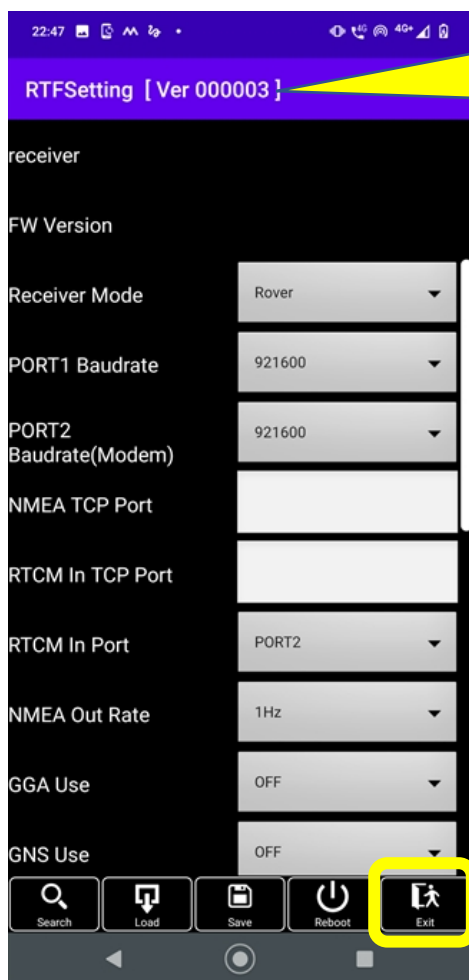 22:47
4G
4G+
RTFSetting [ Ver 000003 ]
receiver
FW Version
Receiver Mode
Rover
PORT1 Baudrate
921600
PORT2
Baudrate(Modem)
921600
NMEA TCP Port
RTCM In TCP Port
RTCM In Port
PORT2
NMEA Out Rate
1Hz
GGA Use
OFF
GNS Use
OFF
Search
Load
Save
Reboot
Exit